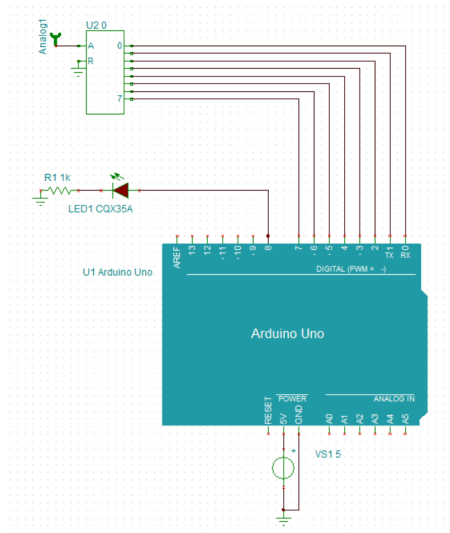 Analog1
U2 0
A
R
0
7
R1 1k
LED1 CQX35A
AREF
13
12
- 11
- 10
- 9
8
7
- 6
- 5
4
- 3
2
1
TX
0
RX
U1 Arduino Uno
DIGITAL (PWM = -)
Arduino Uno
POWER
ANALOG IN
RESET
5V
GND
A0
A1
A2
A3
A4
A5
+
VS1 5